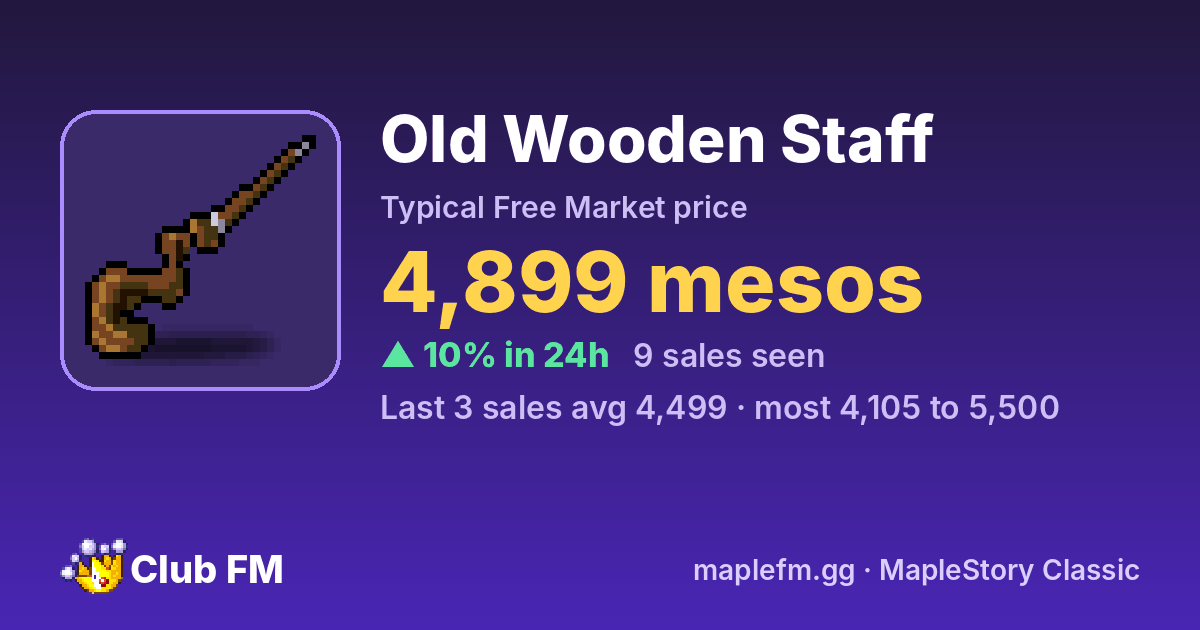 Old Wooden Staff
Typical Free Market price
4,899 mesos
▲ 10% in 24h 9 sales seen
Last 3 sales avg 4,499 · most 4,105 to 5,500
Club FM
maplefm.gg · MapleStory Classic